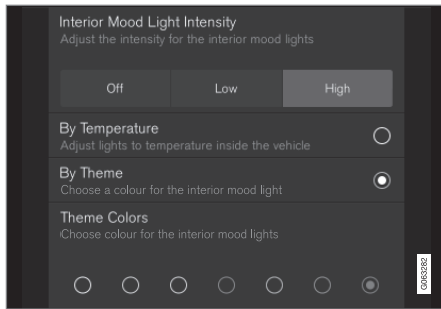 Interior Mood Light Intensity
Adjust the intensity for the interior mood lights
Off Low High
By Temperature
Adjust lights to temperature inside the vehicle
By Theme
Choose a colour for the interior mood light
Theme Colors
Choose colour for the interior mood lights
G063282